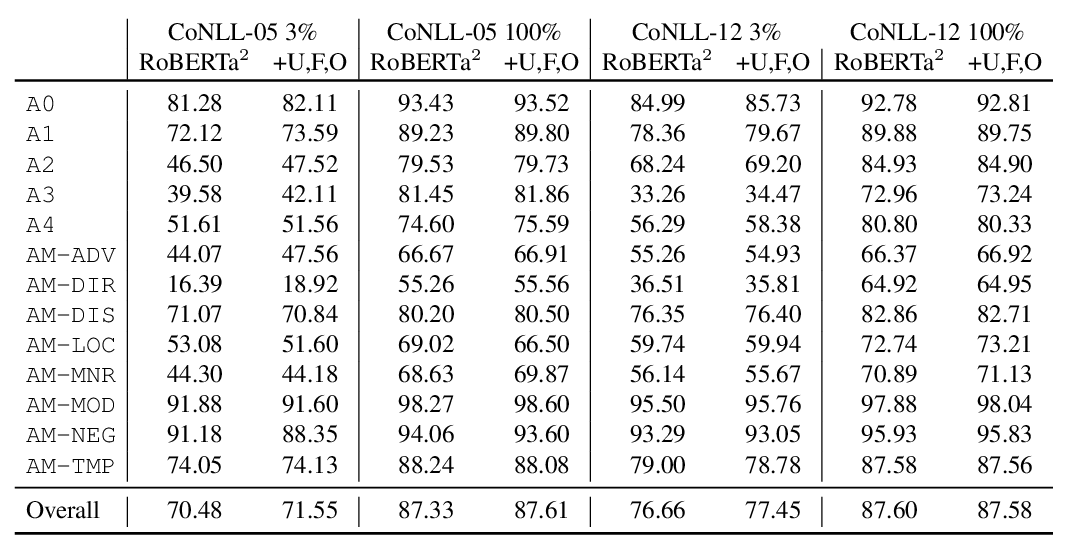 CoNLL-05 3% CoNLL-05 100% CoNLL-12 3% CoNLL-12 100%
RoBERTa² +U,F,O RoBERTa² +U,F,O RoBERTa² +U,F,O RoBERTa² +U,F,O
A0 81.28 82.11 93.43 93.52 84.99 85.73 92.78 92.81
A1 72.12 73.59 89.23 89.80 78.36 79.67 89.88 89.75
A2 46.50 47.52 79.53 79.73 68.24 69.20 84.93 84.90
A3 39.58 42.11 81.45 81.86 33.26 34.47 72.96 73.24
A4 51.61 51.56 74.60 75.59 56.29 58.38 80.80 80.33
AM-ADV 44.07 47.56 66.67 66.91 55.26 54.93 66.37 66.92
AM-DIR 16.39 18.92 55.26 55.56 36.51 35.81 64.92 64.95
AM-DIS 71.07 70.84 80.20 80.50 76.35 76.40 82.86 82.71
AM-LOC 53.08 51.60 69.02 66.50 59.74 59.94 72.74 73.21
AM-MNR 44.30 44.18 68.63 69.87 56.14 55.67 70.89 71.13
AM-MOD 91.88 91.60 98.27 98.60 95.50 95.76 97.88 98.04
AM-NEG 91.18 88.35 94.06 93.60 93.29 93.05 95.93 95.83
AM-TMP 74.05 74.13 88.24 88.08 79.00 78.78 87.58 87.56
Overall 70.48 71.55 87.33 87.61 76.66 77.45 87.60 87.58